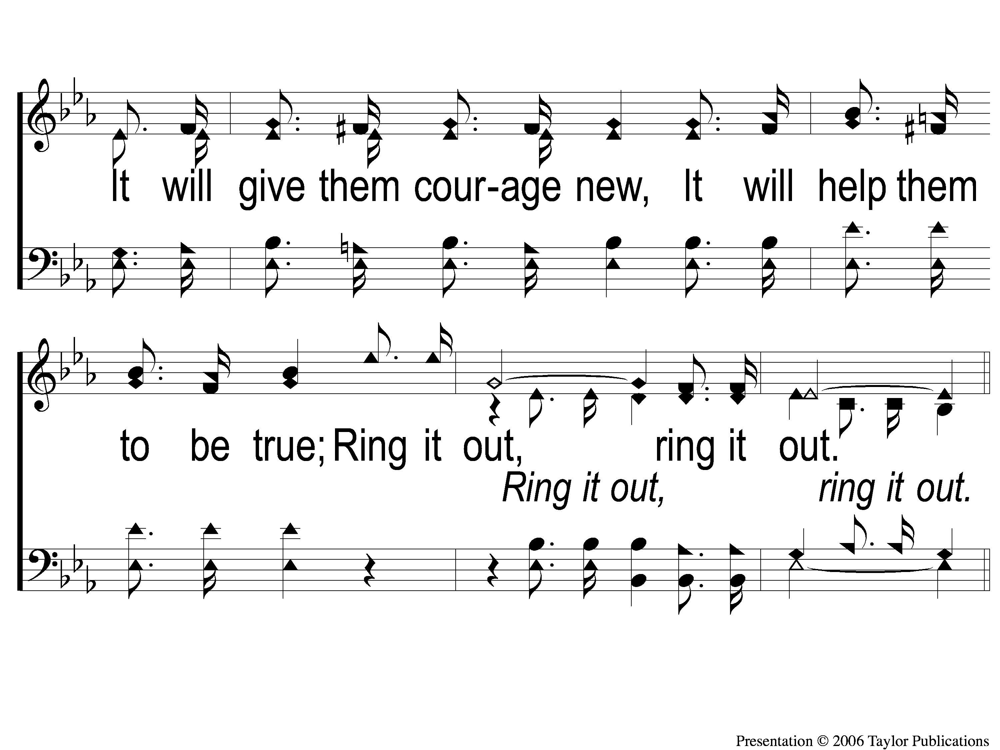 It will give them cour-age new, It will help them
to be true; Ring it out, ring it out.
Ring it out, ring it out.
Presentation © 2006 Taylor Publications